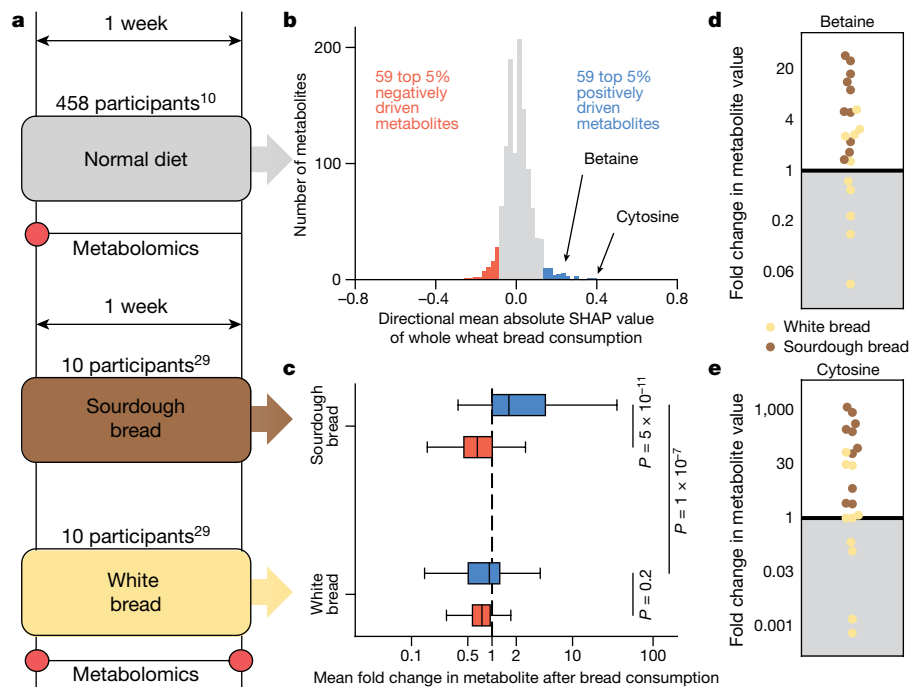 a
1 week
458 participants10
Normal diet
Metabolomics
1 week
10 participants29
Sourdough
bread
10 participants29
White
bread
Metabolomics
b
Number of metabolites
200
100
0
59 top 5%
negatively
driven
metabolites
59 top 5%
positively
driven
metabolites
Betaine
Cytosine
−0.8 −0.4 0.0 0.4 0.8
Directional mean absolute SHAP value
of whole wheat bread consumption
c
Sourdough
bread
White
bread
P = 5 × 10−11
P = 1 × 10−7
P = 0.2
0.1 0.5 1 2 10 100
Mean fold change in metabolite after bread consumption
d
Betaine
Fold change in metabolite value
20
4
1
0.2
0.06
White bread
Sourdough bread
e
Cytosine
Fold change in metabolite value
1,000
30
1
0.03
0.001